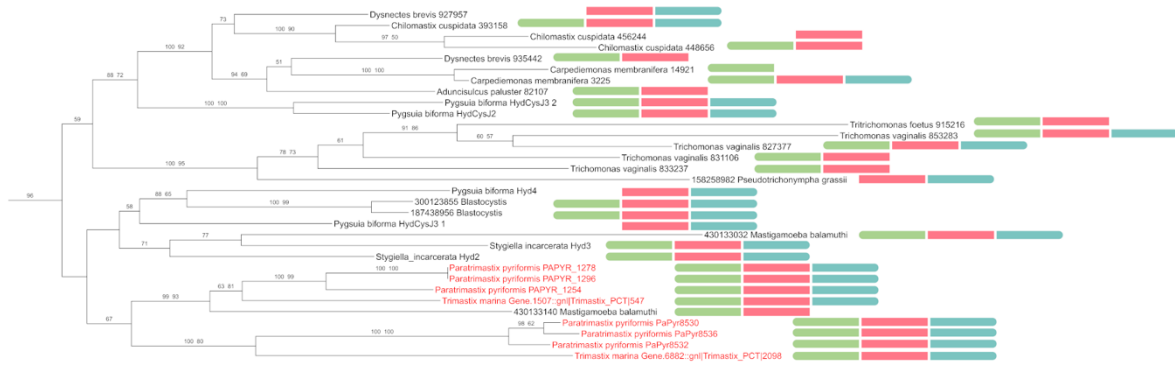 Dysnectes brevis 927957
73
Chilomastix cuspidata 393158
100 90
Chilomastix cuspidata 456244
97 50
Chilomastix cuspidata 448656
100 92
Dysnectes brevis 935442
51
Carpediemonas membranifera 14921
100 100
88 72
94 89
Carpediemonas membranifera 3225
Aduncisulcus paluster 82107
Pygsuia biforma HydCysJ3 2
100 100
Pygsuia biforma HydCysJ2
59
Tritrichomonas foetus 915216
91 86
Trichomonas vaginalis 853283
60 57
81
Trichomonas vaginalis 827377
78 73
Trichomonas vaginalis 831106
100 95
Trichomonas vaginalis 833237
158258982 Pseudotrichonympha grassii
96
Pygsuia biforma Hyd4
88 85
300123855 Blastocystis
100 99
58
187438956 Blastocystis
Pygsuia biforma HydCysJ3 1
77
430133032 Mastigamoeba balamuthi
71
Stygiella incarcerata Hyd3
Stygiella_incarcerata Hyd2
100 100
Paratrimastix pyriformis PAPYR_1278
100 99
Paratrimastix pyriformis PAPYR_1296
63 81
Paratrimastix pyriformis PAPYR_1254
99 93
Trimastix marina Gene.1507::gnl|Trimastix_PCT|547
430133140 Mastigamoeba balamuthi
67
98 62
Paratrimastix pyriformis PaPyr8530
Paratrimastix pyriformis PaPyr8536
100 80
Paratrimastix pyriformis PaPyr8532
Trimastix marina Gene.6882::gnl|Trimastix_PCT|2098